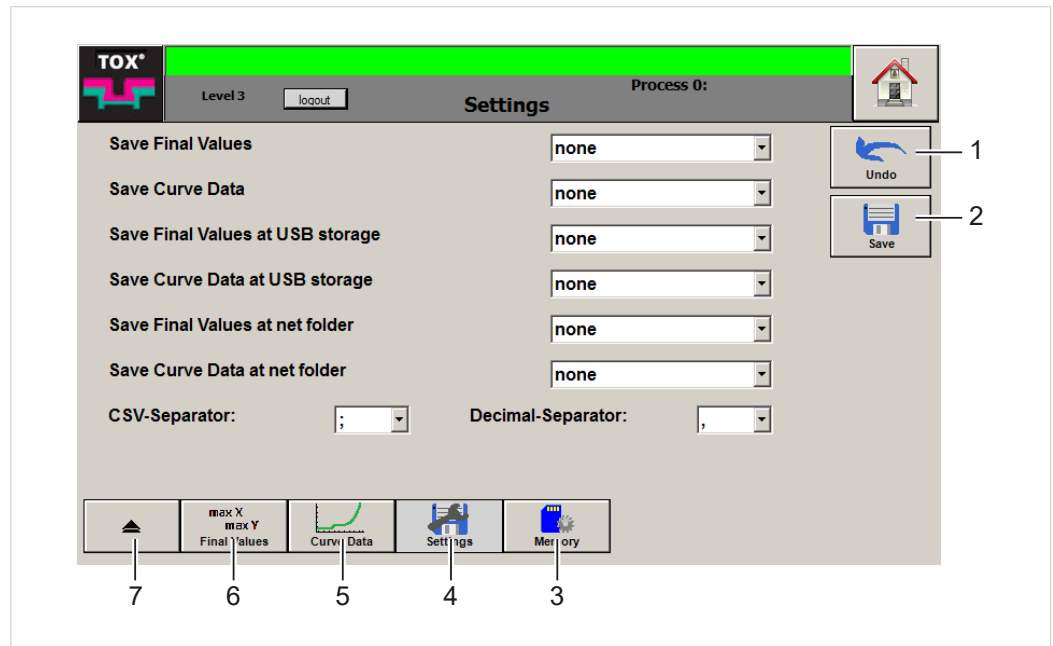 TOX®
Level 3
logout
Settings
Process 0:
Save Final Values
none
Undo
1
Save Curve Data
none
Save
2
Save Final Values at USB storage
none
Save Curve Data at USB storage
none
Save Final Values at net folder
none
Save Curve Data at net folder
none
CSV-Separator:
;
Decimal-Separator:
,
max X
max Y
Final Values
Curve Data
Settings
Memory
7
6
5
4
3